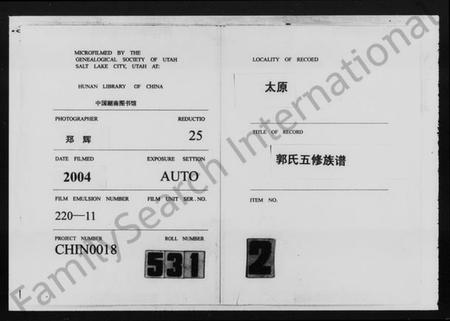 MICROFILMED BY THE
GENEALOGICAL SOCIETY OF UTAH
SALT LAKE CITY, UTAH AT:
HUNAN LIBRARY OF CHINA
中国湖南图书馆
PHOTOGRAPHER REDUCTIO
郑 辉 25
DATE FILMED EXPOSURE SETTION
2004 AUTO
FILM EMULSION NUMBER FILM UNIT SER. NO.
220—11
PROJECT NUMBER ROLL NUMBER
CHIN0018 531
LOCALITY OF RECORD
太原
TITLE OF RECORD
郭氏五修族谱
ITEM NO.
2
FamilySearch International